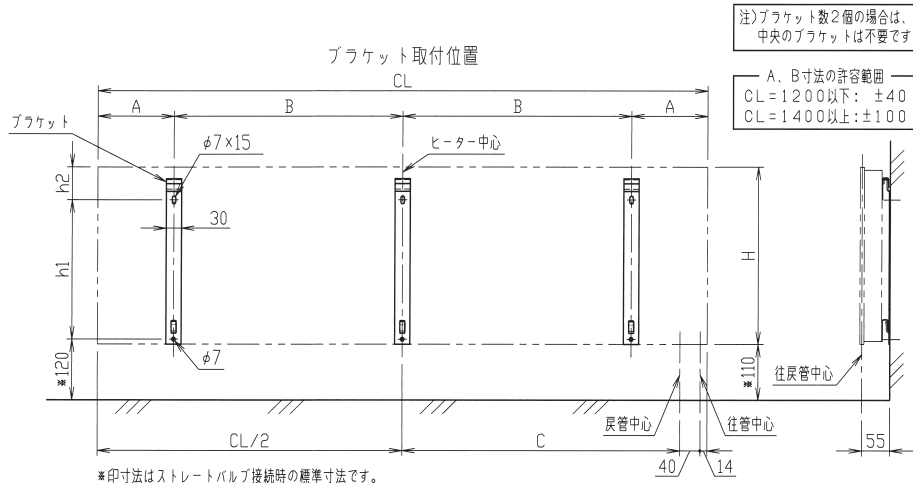 注)ブラケット数2個の場合は、
中央のブラケットは不要です
ブラケット取付位置
A、B寸法の許容範囲
CL=1200以下: ±40
CL=1400以上:±100
CL
A
B
B
A
ブラケット
φ7×15
ヒーター中心
h2
30
h1
H
φ7
※120
※110
往戻管中心
戻管中心
往管中心
CL/2
C
40
14
55
※印寸法はストレートバルブ接続時の標準寸法です。